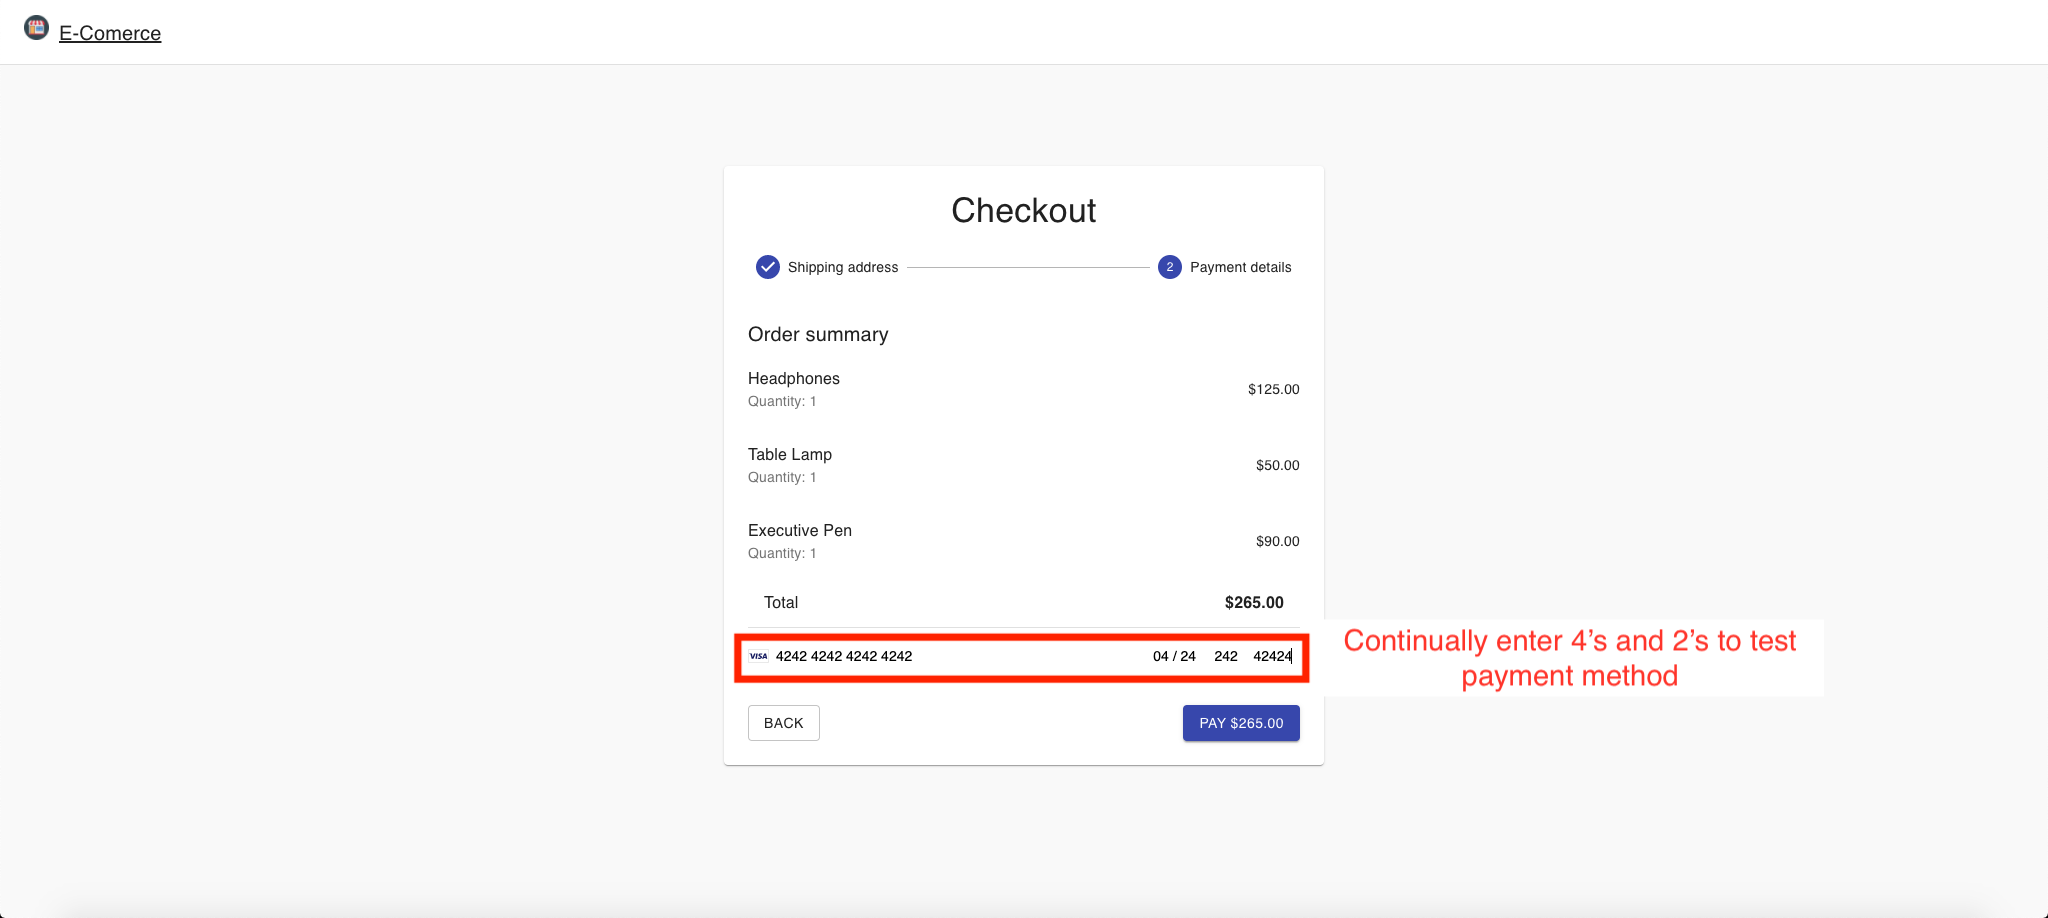 E-Comerce
Checkout
Shipping address
2 Payment details
Order summary
Headphones
Quantity: 1
$125.00
Table Lamp
Quantity: 1
$50.00
Executive Pen
Quantity: 1
$90.00
Total $265.00
VISA 4242 4242 4242 4242 04 / 24 242 42424
Continually enter 4's and 2's to test
payment method
BACK
PAY $265.00